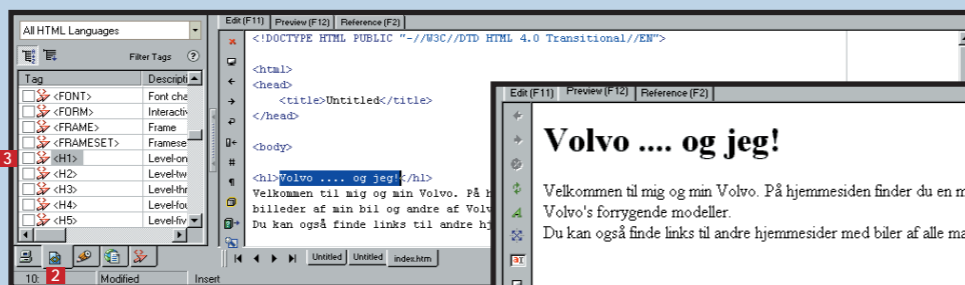 All HTML Languages
Filter Tags ?
Tag Descripti
<FONT> Font cha
<FORM> Interactiv
<FRAME> Frame
<FRAMESET> Framese
3 <H1> Level-on
<H2> Level-tw
<H3> Level-thr
<H4> Level-fou
<H5> Level-fiv
2
10: Modified Insert
Edit (F11) Preview (F12) Reference (F2)
<!DOCTYPE HTML PUBLIC "-//W3C//DTD HTML 4.0 Transitional//EN">
<html>
<head>
<title>Untitled</title>
</head>
<body>
<h1>Volvo .... og jeg!</h1>
Velkommen til mig og min Volvo. På h
billeder af min bil og andre af Volv
Du kan også finde links til andre hj
Untitled Untitled index.htm
Edit (F11) Preview (F12) Reference (F2)
Volvo .... og jeg!
Velkommen til mig og min Volvo. På hjemmesiden finder du en m
Volvo's forrygende modeller.
Du kan også finde links til andre hjemmesider med biler af alle ma